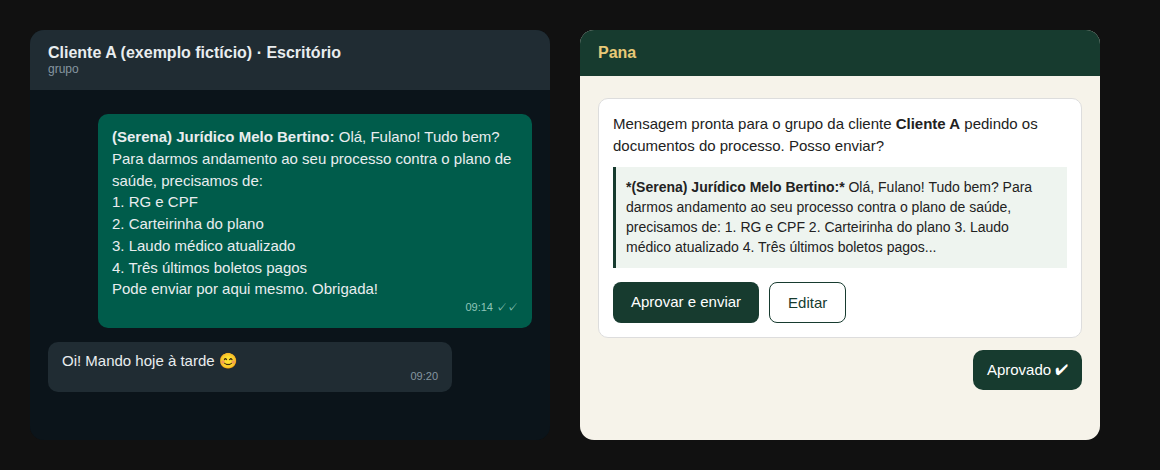 Cliente A (exemplo fictício) · Escritório
grupo
(Serena) Jurídico Melo Bertino: Olá, Fulano! Tudo bem?
Para darmos andamento ao seu processo contra o plano de
saúde, precisamos de:
1. RG e CPF
2. Carteirinha do plano
3. Laudo médico atualizado
4. Três últimos boletos pagos
Pode enviar por aqui mesmo. Obrigada!
09:14 ✓✓
Oi! Mando hoje à tarde 😊
09:20
Pana
Mensagem pronta para o grupo da cliente Cliente A pedindo os
documentos do processo. Posso enviar?
*(Serena) Jurídico Melo Bertino:* Olá, Fulano! Tudo bem? Para
darmos andamento ao seu processo contra o plano de saúde,
precisamos de: 1. RG e CPF 2. Carteirinha do plano 3. Laudo
médico atualizado 4. Três últimos boletos pagos...
Aprovar e enviar
Editar
Aprovado ✔